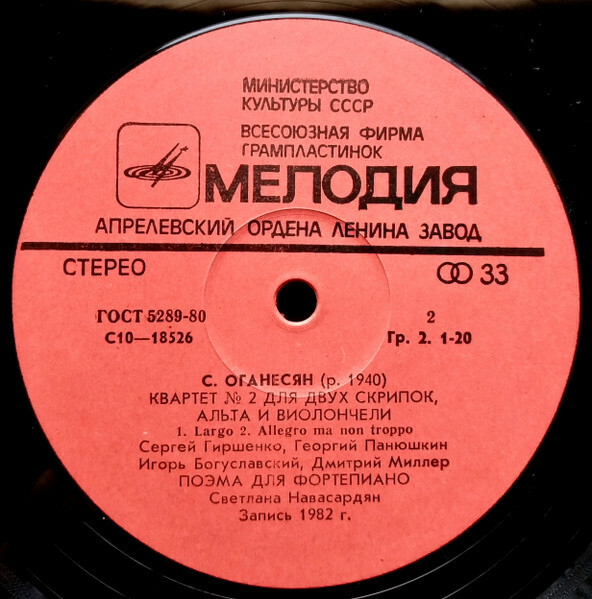 МИНИСТЕРСТВО
КУЛЬТУРЫ СССР
ВСЕСОЮЗНАЯ ФИРМА
ГРАМПЛАСТИНОК
МЕЛОДИЯ
АПРЕЛЕВСКИЙ ОРДЕНА ЛЕНИНА ЗАВОД
СТЕРЕО 33
ГОСТ 5289-80 2
С10—18526 Гр. 2. 1-20
С. ОГАНЕСЯН (р. 1940)
КВАРТЕТ № 2 ДЛЯ ДВУХ СКРИПОК,
АЛЬТА И ВИОЛОНЧЕЛИ
1. Largo 2. Allegro ma non troppo
Сергей Гиршенко, Георгий Панюшкин
Игорь Богуславский, Дмитрий Миллер
ПОЭМА ДЛЯ ФОРТЕПИАНО
Светлана Навасардян
Запись 1982 г.